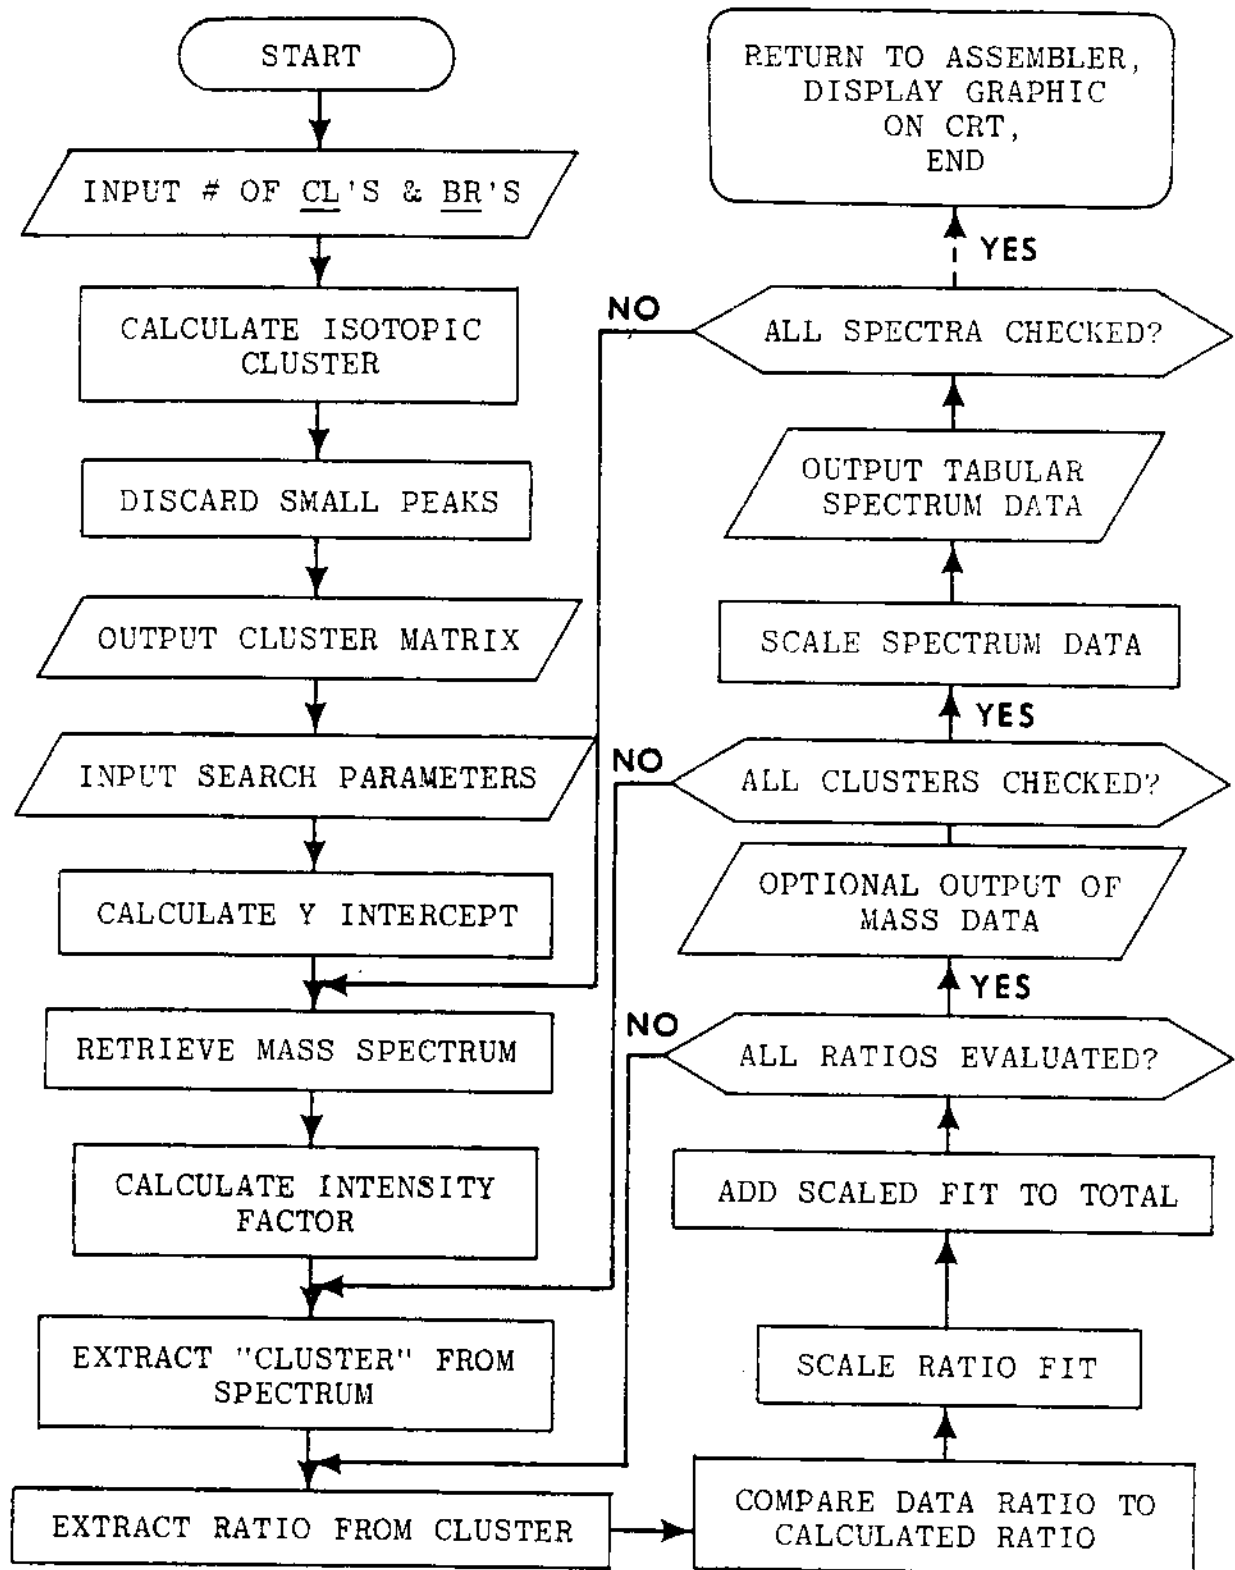 START
INPUT # OF CL'S & BR'S
CALCULATE ISOTOPIC
CLUSTER
DISCARD SMALL PEAKS
OUTPUT CLUSTER MATRIX
INPUT SEARCH PARAMETERS
CALCULATE Y INTERCEPT
RETRIEVE MASS SPECTRUM
CALCULATE INTENSITY
FACTOR
EXTRACT "CLUSTER" FROM
SPECTRUM
EXTRACT RATIO FROM CLUSTER
COMPARE DATA RATIO TO
CALCULATED RATIO
SCALE RATIO FIT
ADD SCALED FIT TO TOTAL
ALL RATIOS EVALUATED?
NO
YES
OPTIONAL OUTPUT OF
MASS DATA
ALL CLUSTERS CHECKED?
NO
YES
SCALE SPECTRUM DATA
OUTPUT TABULAR
SPECTRUM DATA
ALL SPECTRA CHECKED?
NO
YES
RETURN TO ASSEMBLER,
DISPLAY GRAPHIC
ON CRT,
END